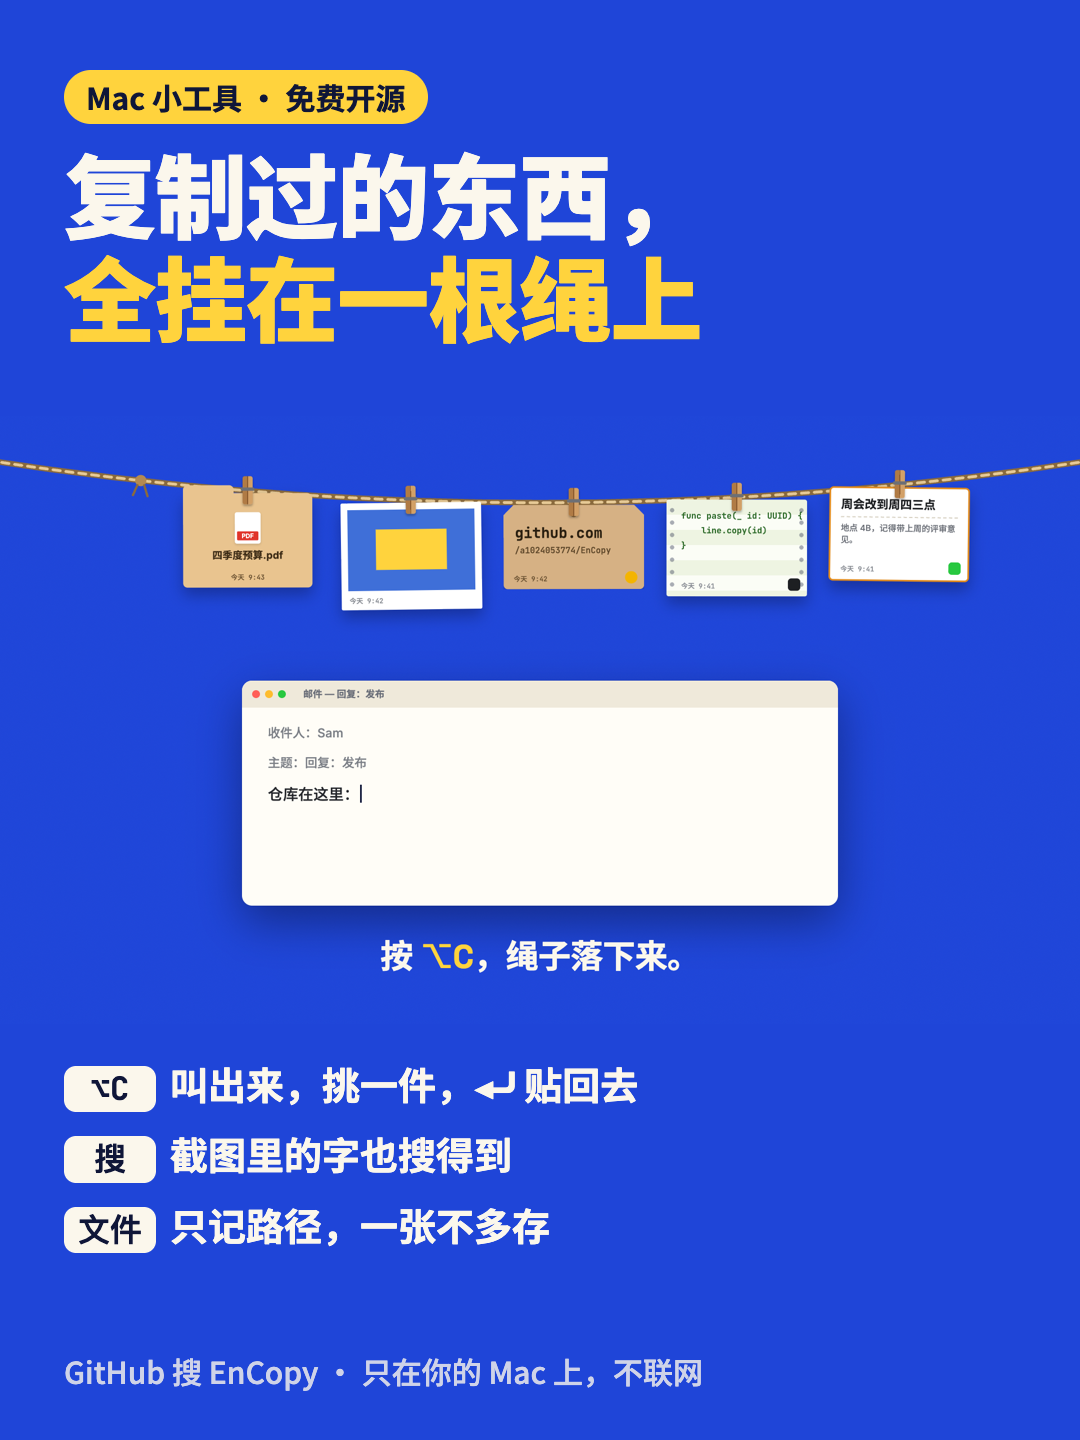 Mac 小工具 · 免费开源
复制过的东西，
全挂在一根绳上
PDF
四季度预算.pdf
今天 9:43
今天 9:42
github.com
/a1024053774/EnCopy
今天 9:42
func paste(_ id: UUID) {
line.copy(id)
}
今天 9:41
周会改到周四三点
地点 4B，记得带上周的评审意
见。
今天 9:41
邮件 — 回复：发布
收件人：Sam
主题：回复：发布
仓库在这里：
按 ⌥C，绳子落下来。
⌥C 叫出来，挑一件，↵ 贴回去
搜 截图里的字也搜得到
文件 只记路径，一张不多存
GitHub 搜 EnCopy · 只在你的 Mac 上，不联网